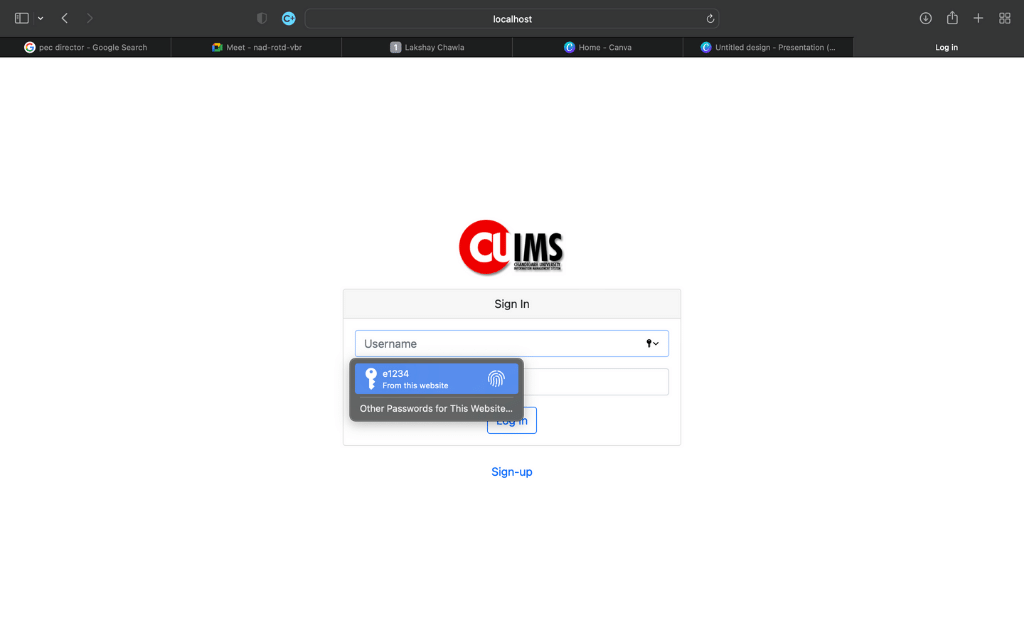 localhost
pec director - Google Search
Meet - nad-rotd-vbr
1 Lakshay Chawla
Home - Canva
Untitled design - Presentation (...
Log in
CU IMS
CHANDIGARH UNIVERSITY
INFORMATION MANAGEMENT SYSTEM
Sign In
Username
e1234
From this website
Other Passwords for This Website...
Log in
Sign-up